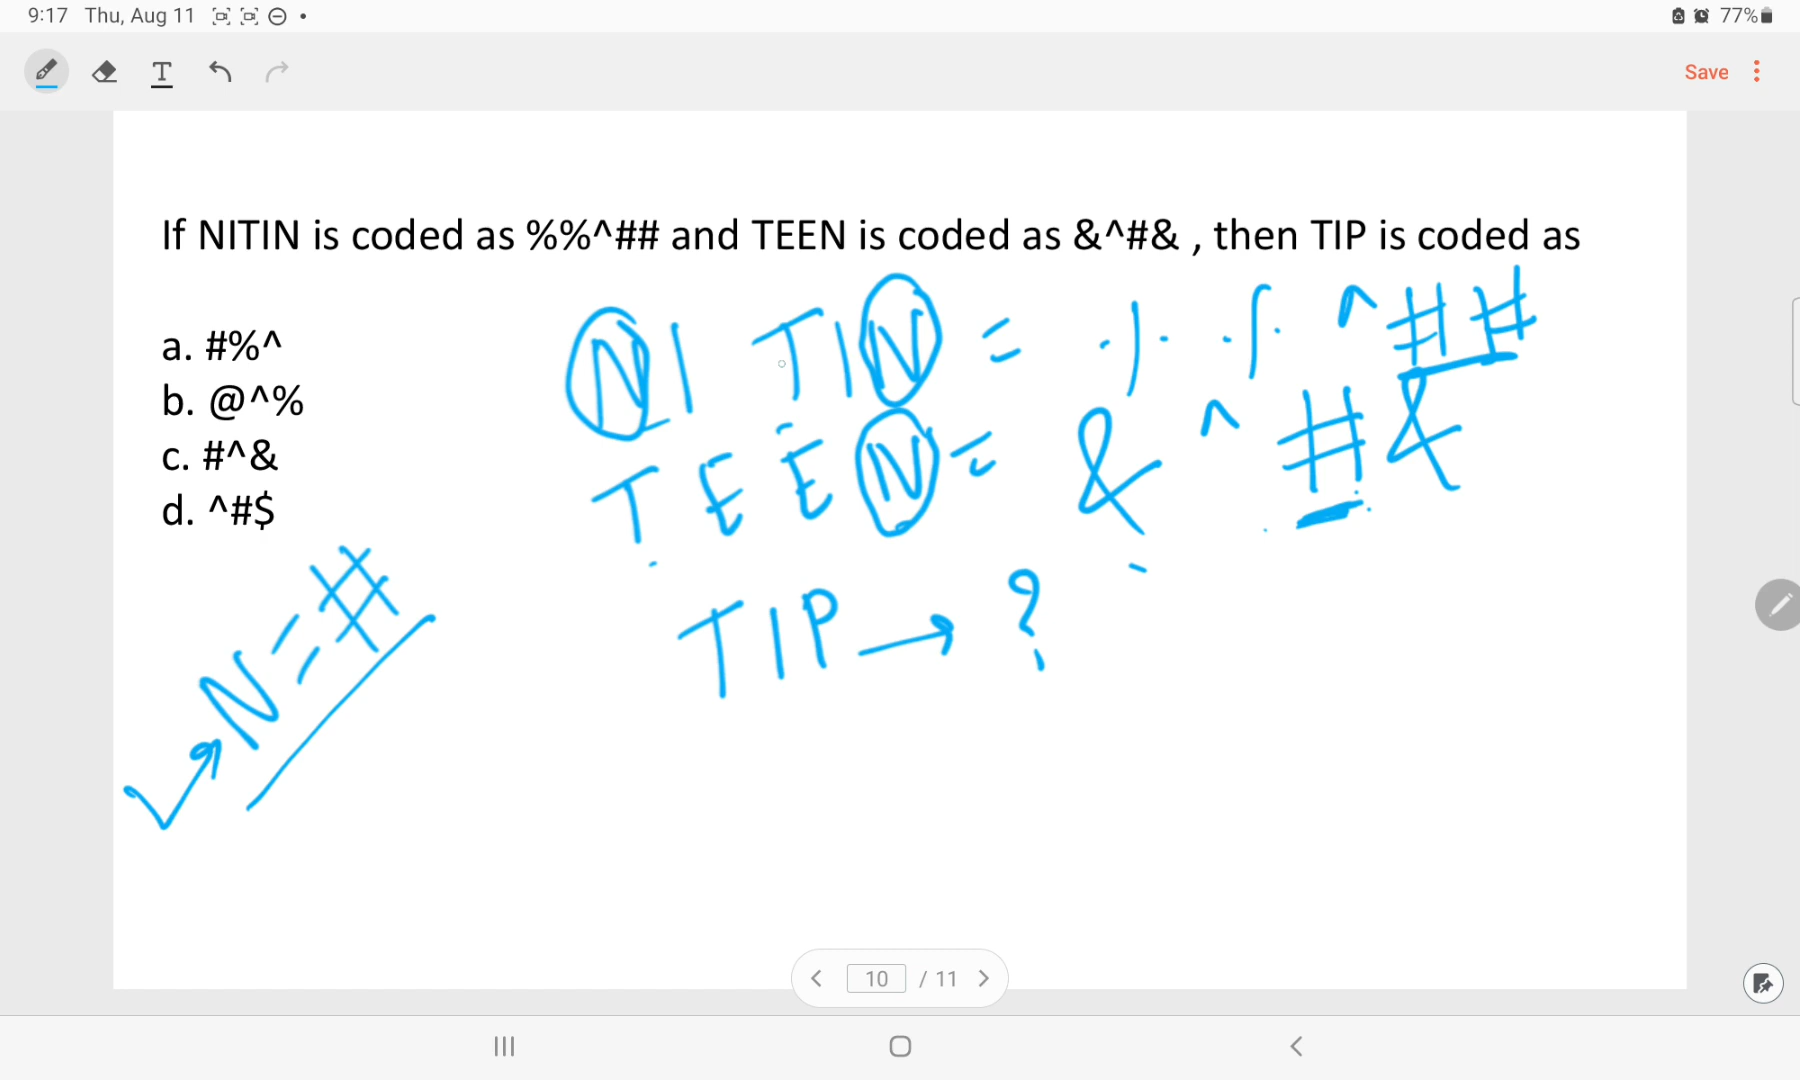 9:17 Thu, Aug 11
77%
T
Save
If NITIN is coded as %%^## and TEEN is coded as &^#& , then TIP is coded as
a. #%^
b. @^%
c. #^&
d. ^#$
NITIN = % % ^ # #
TEEN = & ^ # &
TIP → ?
N = #
10 / 11